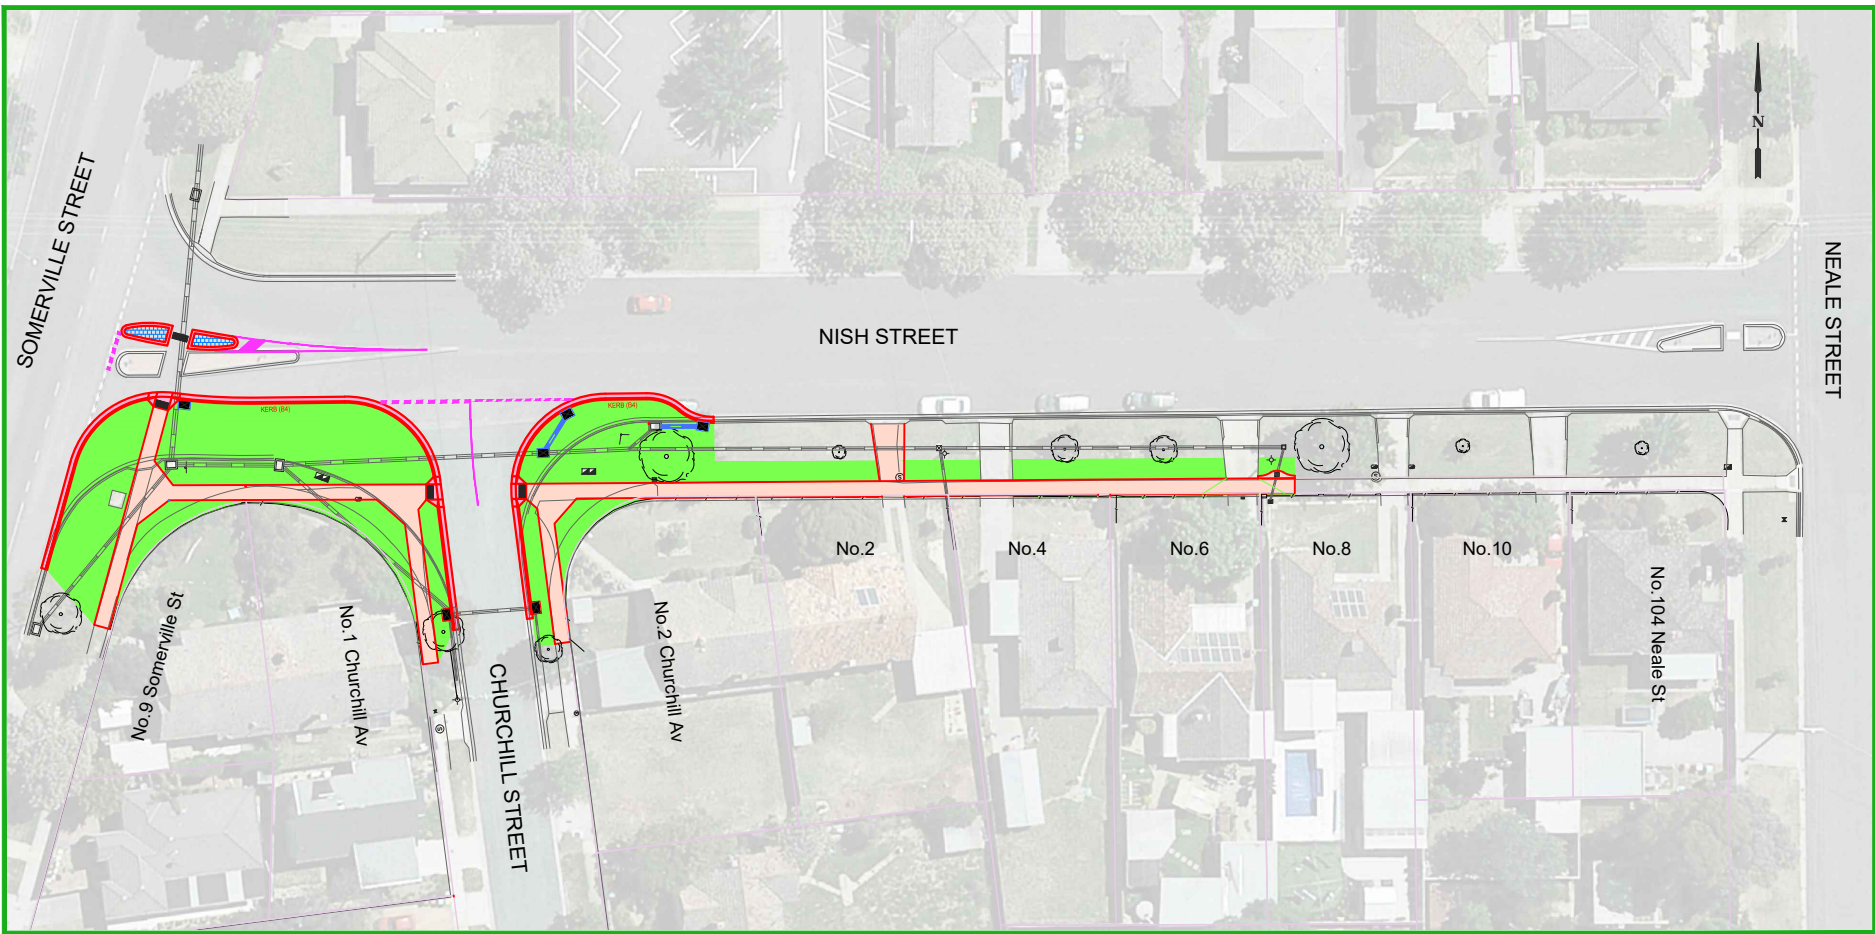 N
SOMERVILLE STREET
NISH STREET
NEALE STREET
KERB (B4)
KERB (B4)
No.2
No.4
No.6
No.8
No.10
No.9 Somerville St
No.1 Churchill Av
No.2 Churchill Av
No.104 Neale St
CHURCHILL STREET
S
S
S